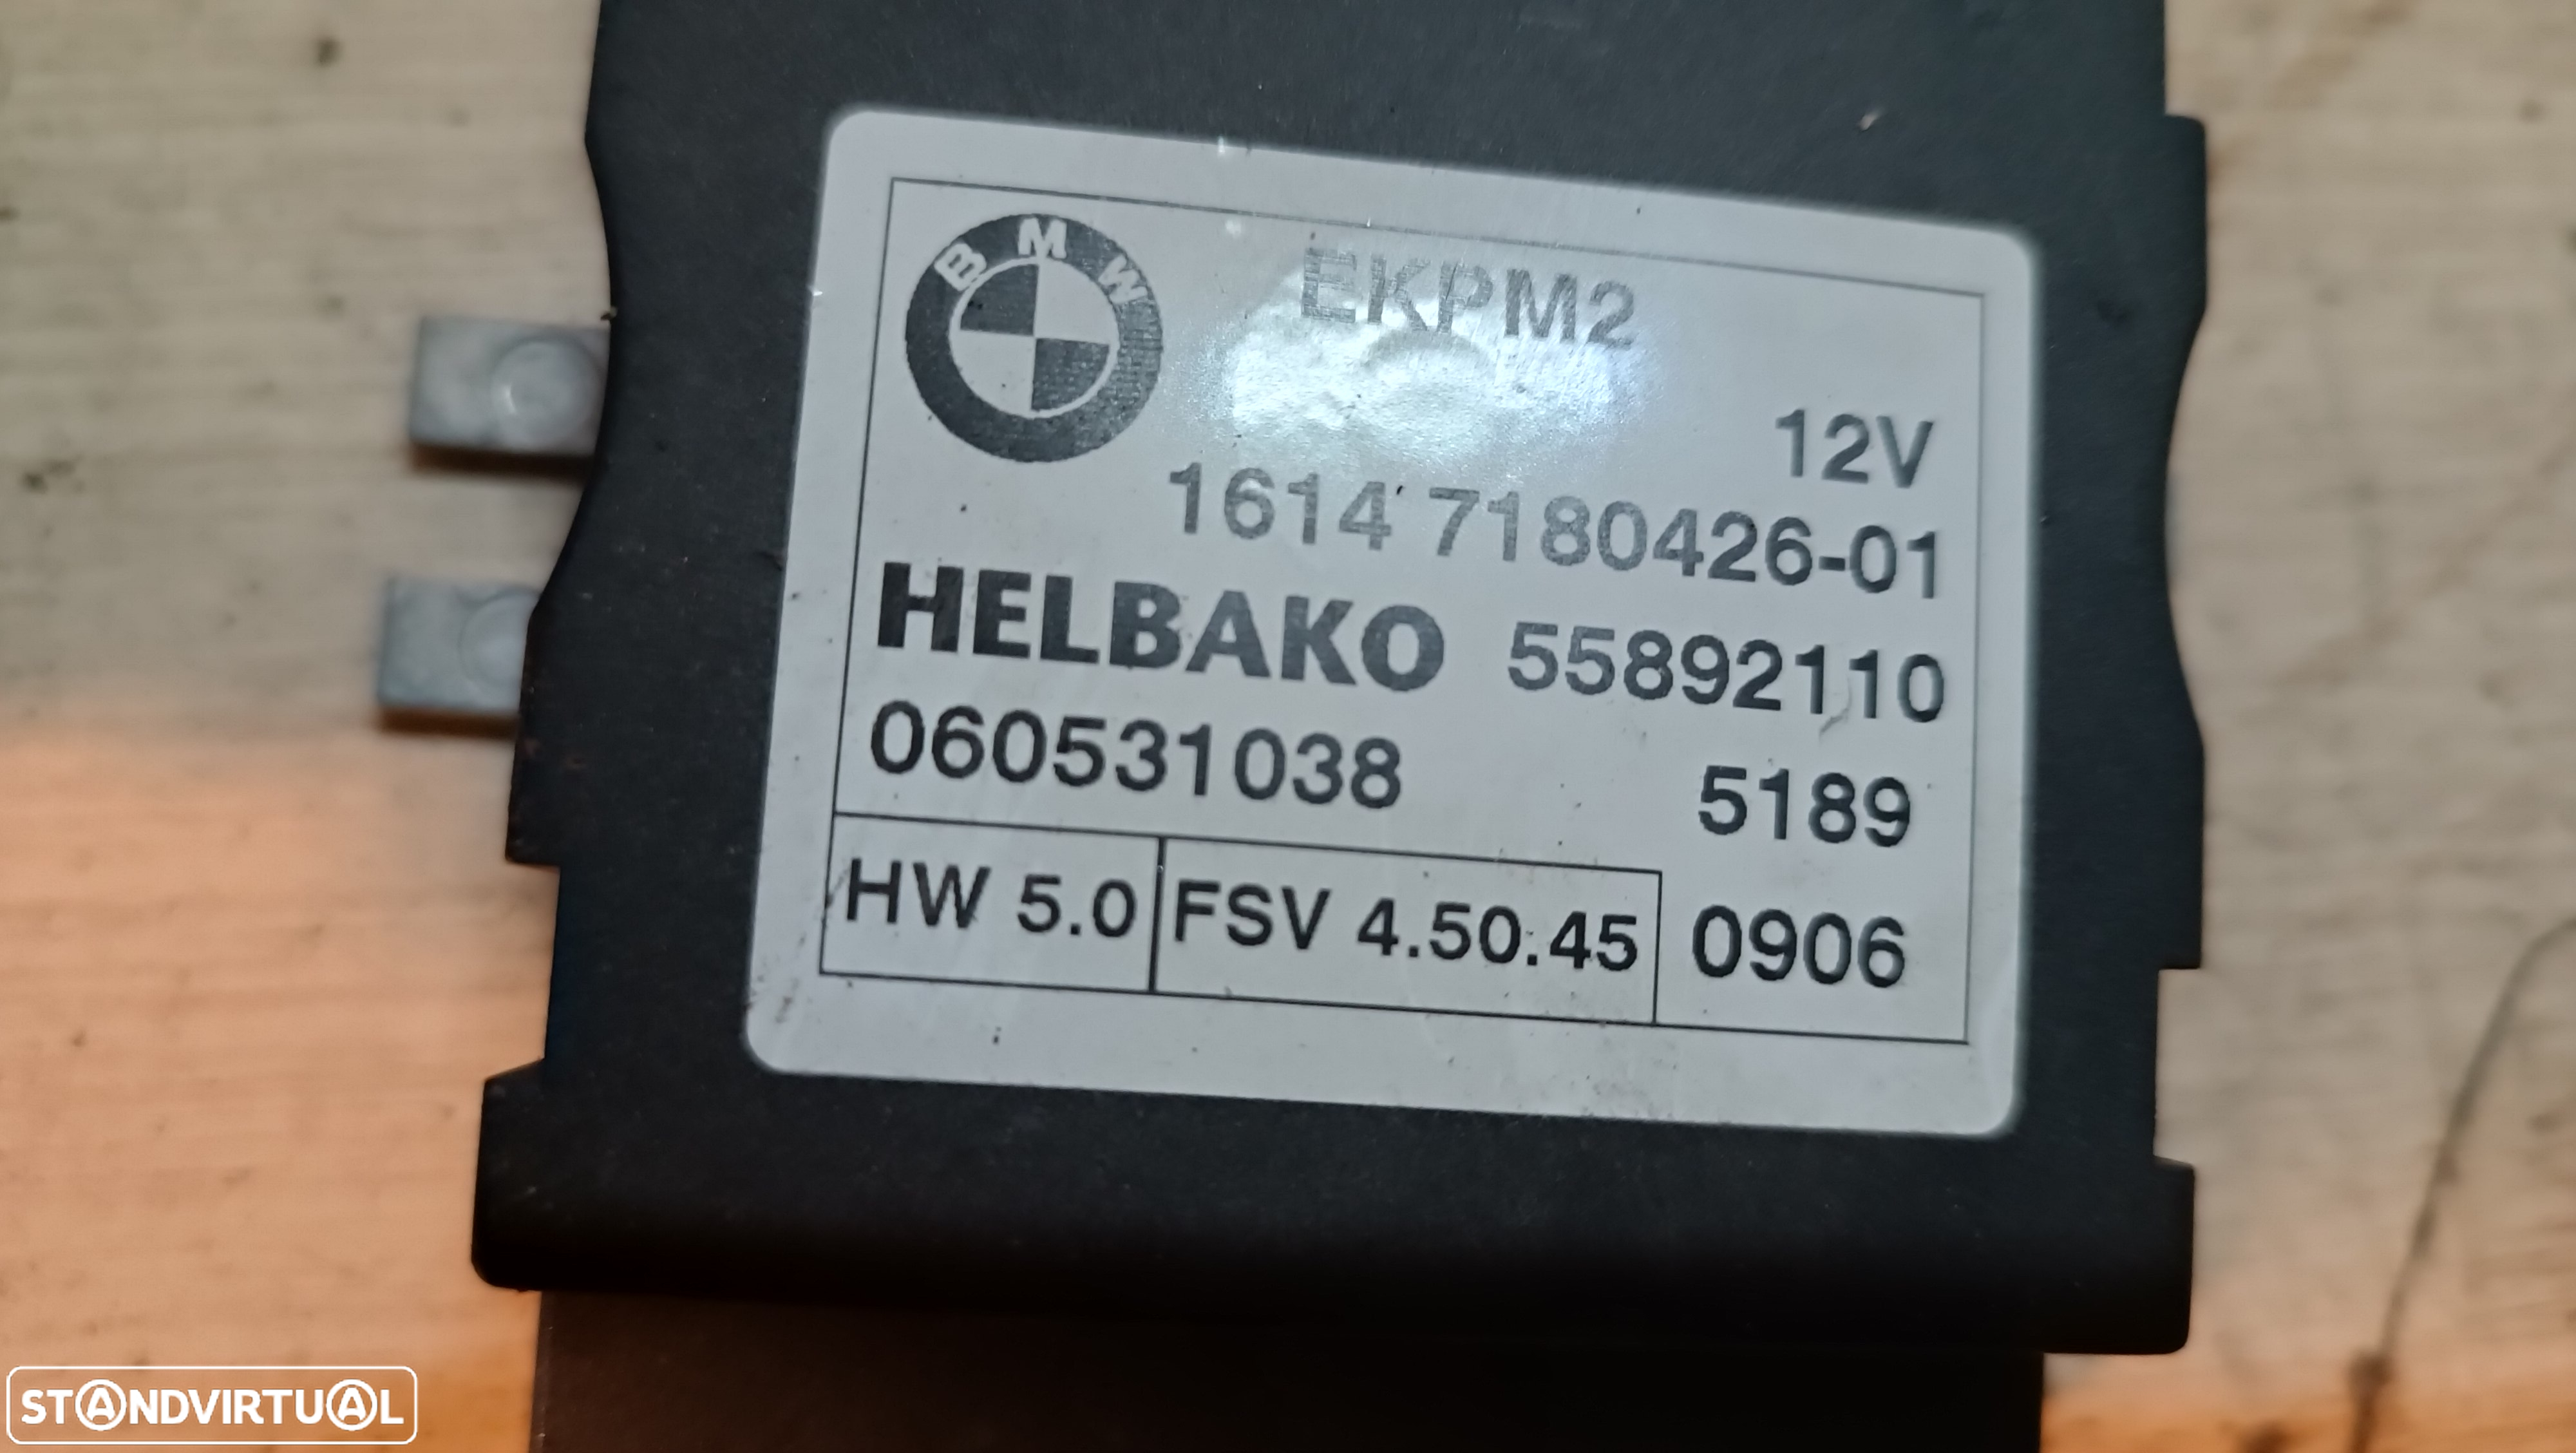 BMW
EKPM2
12V
1614 7180426-01
HELBAKO 55892110
060531038 5189
HW 5.0 FSV 4.50.45 0906
STANDVIRTUAL